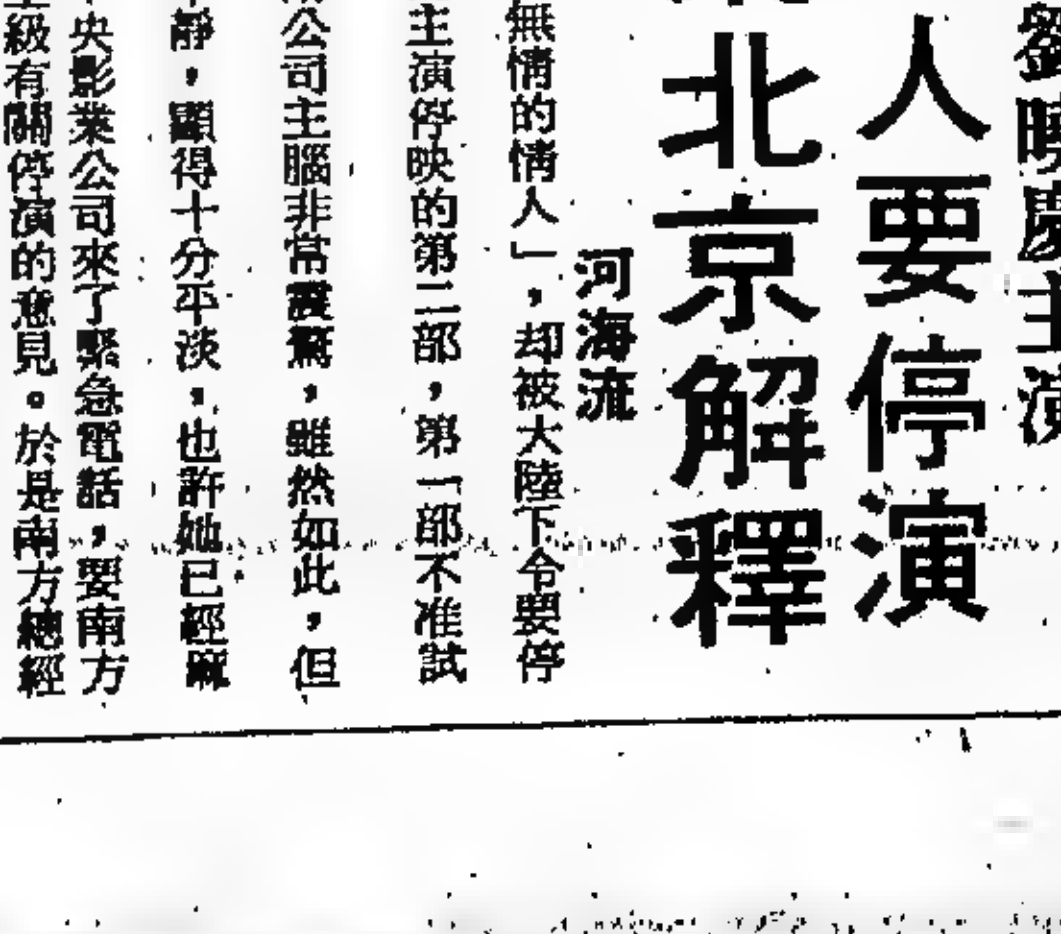 劉曉慶主演
人要停演
北京解釋
河海流
無情的情人」，却被大陸下令要停
主演停映的第二部，第一部不准試
公司主腦非常震驚，雖然如此，但
靜，顯得十分平淡，也許她已經麻
央影業公司來了緊急電話，要南方
級有關停演的意見。於是南方總經